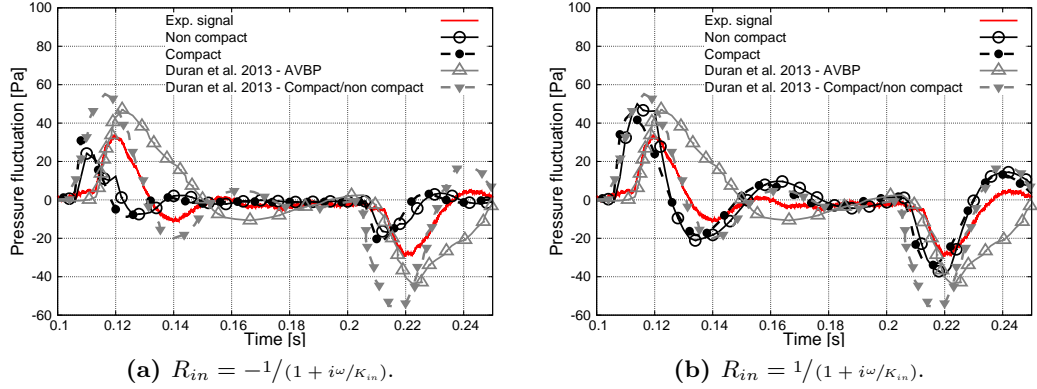 100
80
60
40
20
0
-20
-40
-60
Pressure fluctuation [Pa]
Exp. signal
Non compact
Compact
Duran et al. 2013 - AVBP
Duran et al. 2013 - Compact/non compact
0.1 0.12 0.14 0.16 0.18 0.2 0.22 0.24
Time [s]
(a) R_in = −1/(1 + iω/κ_in).
100
80
60
40
20
0
-20
-40
-60
Pressure fluctuation [Pa]
Exp. signal
Non compact
Compact
Duran et al. 2013 - AVBP
Duran et al. 2013 - Compact/non compact
0.1 0.12 0.14 0.16 0.18 0.2 0.22 0.24
Time [s]
(b) R_in = 1/(1 + iω/κ_in).